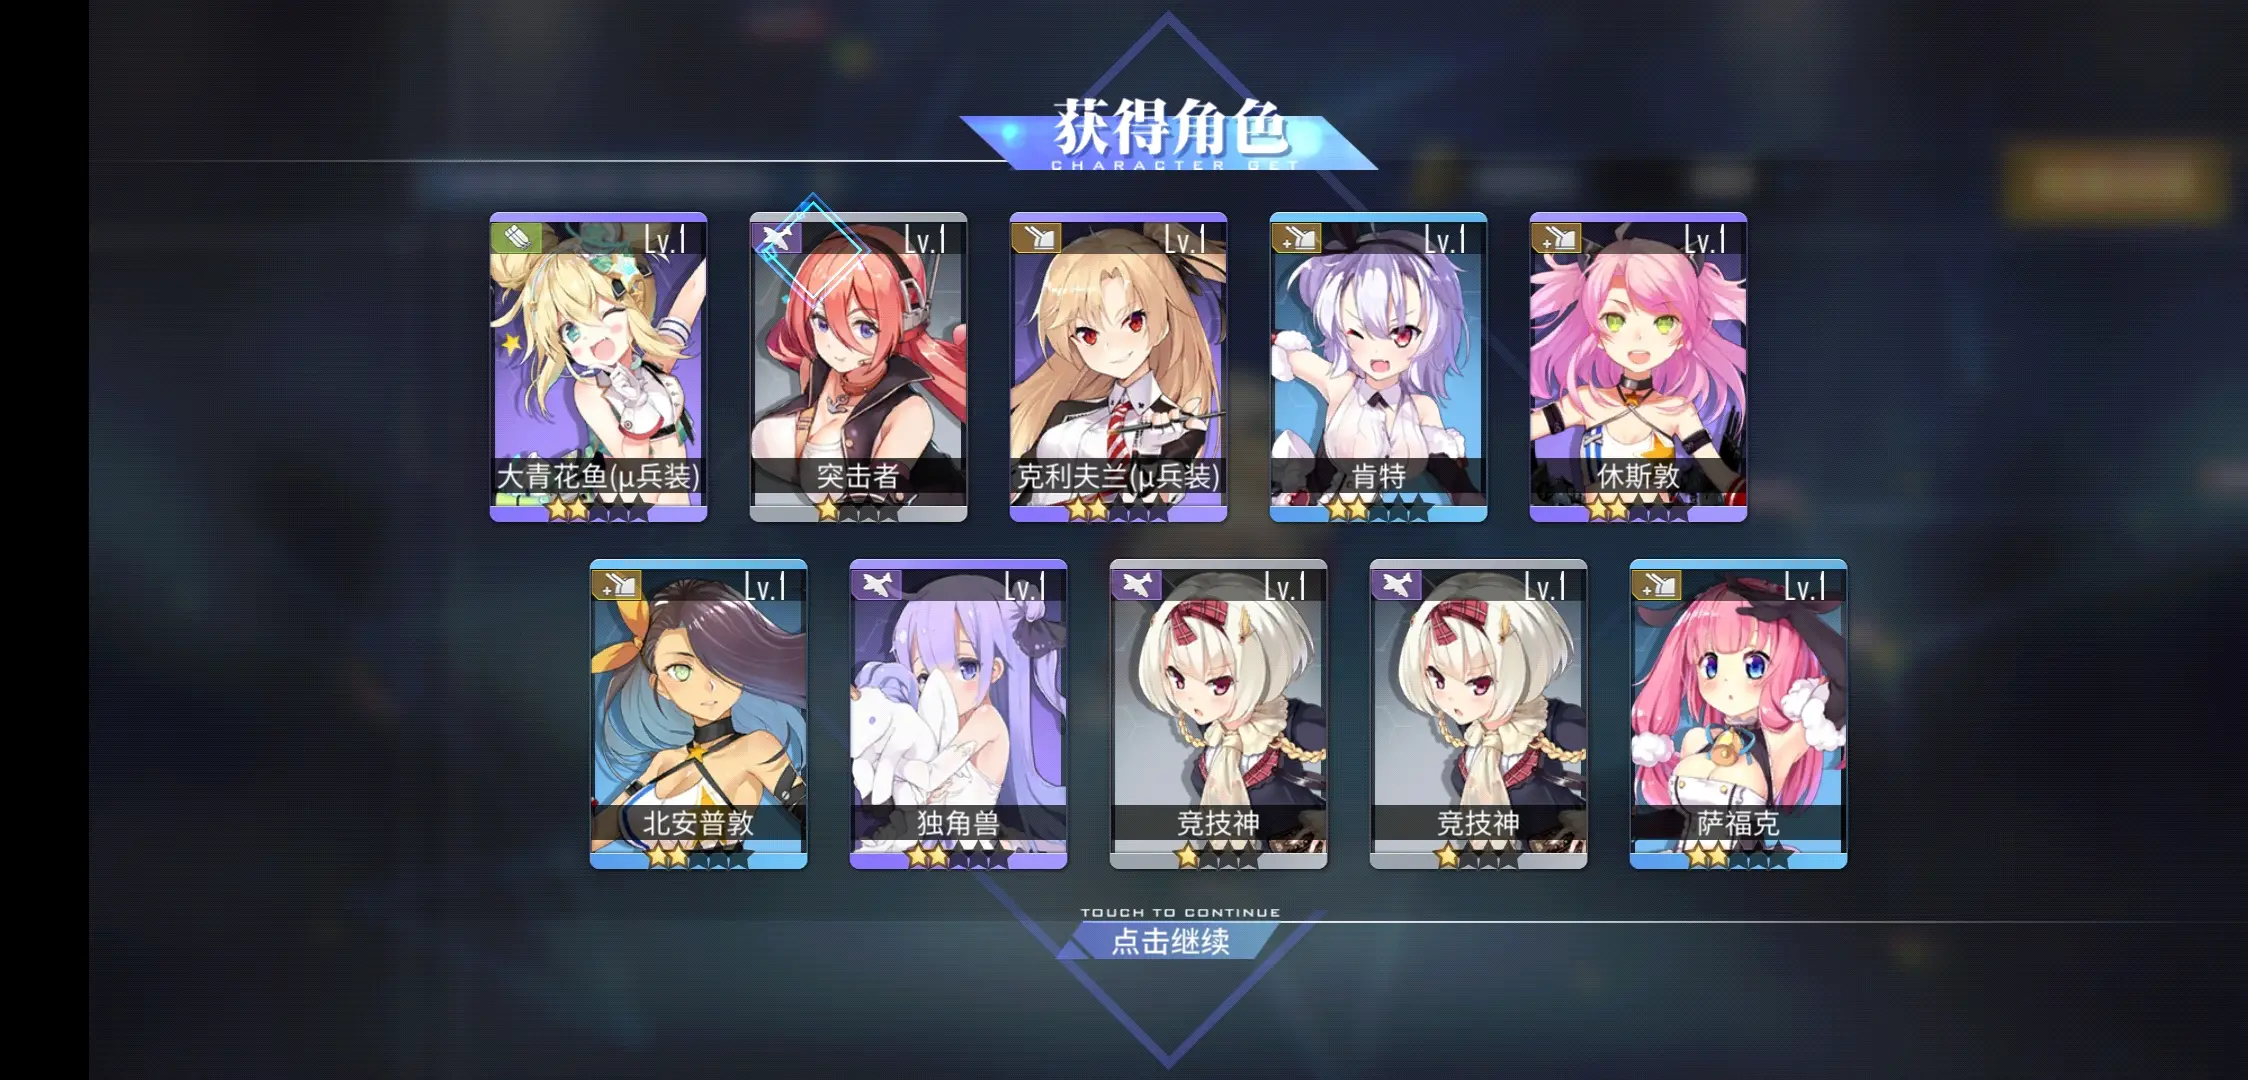 获得角色
CHARACTER GET
Lv.1
Lv.1
Lv.1
Lv.1
Lv.1
大青花鱼(μ兵装)
突击者
克利夫兰(μ兵装)
肯特
休斯敦
Lv.1
Lv.1
Lv.1
Lv.1
Lv.1
北安普敦
独角兽
竞技神
竞技神
萨福克
TOUCH TO CONTINUE
点击继续